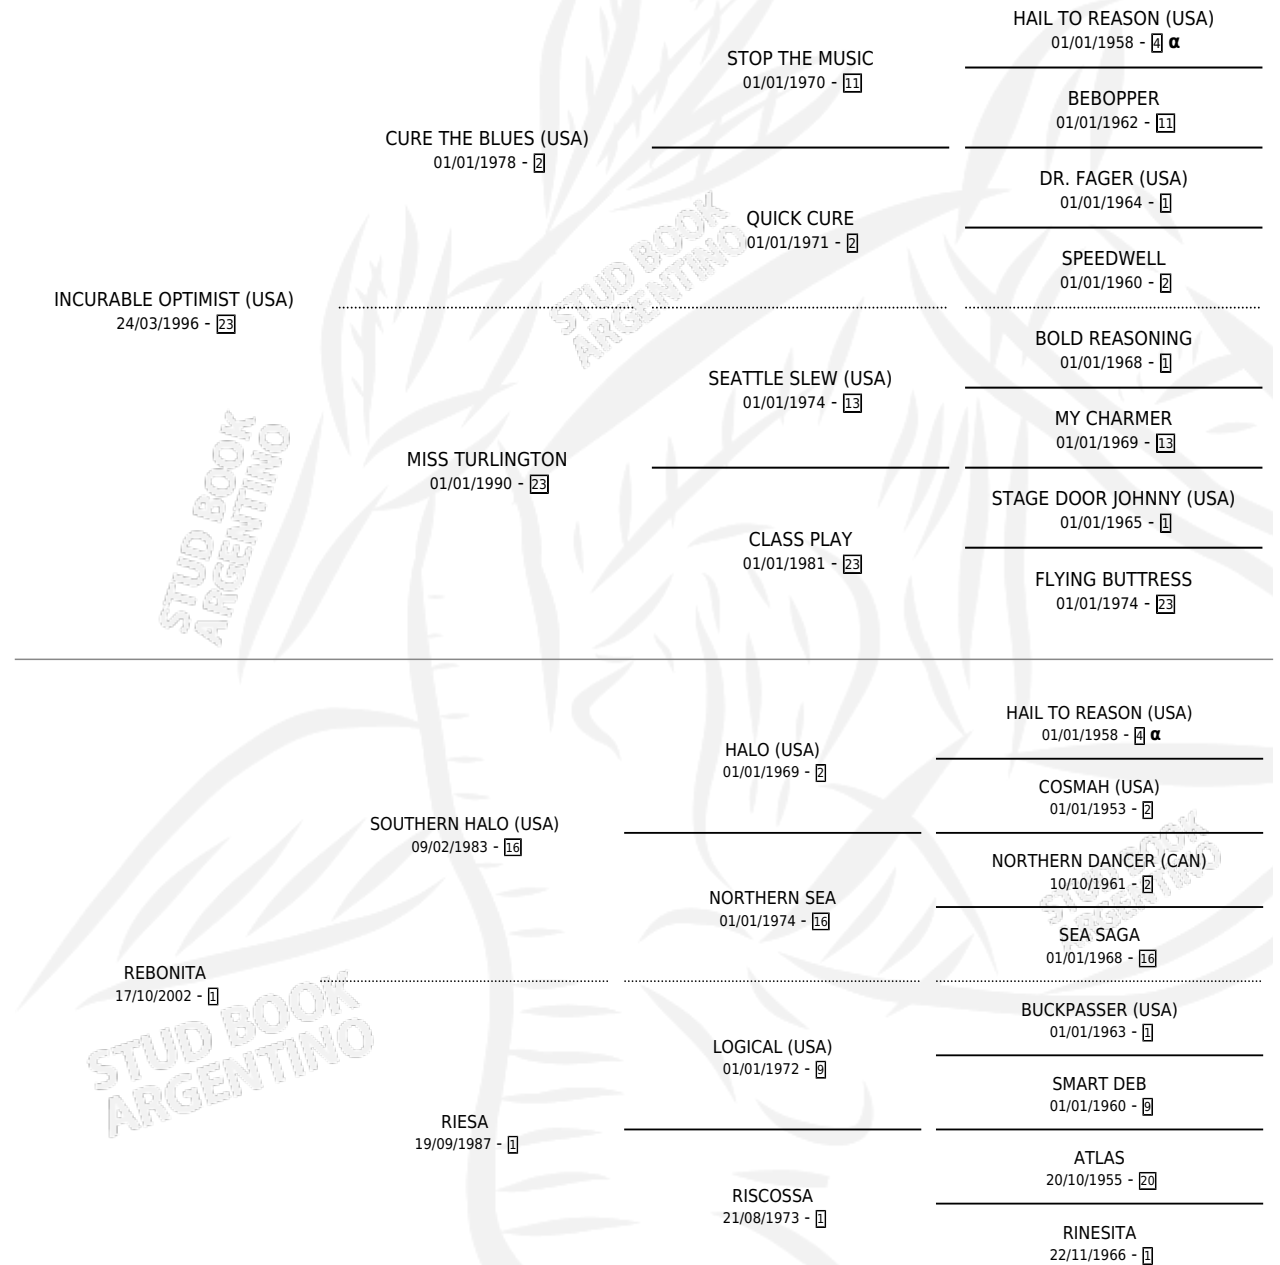 HAIL TO REASON (USA)
01/01/1958 - 4 α
STOP THE MUSIC
01/01/1970 - 11
BEBOPPER
01/01/1962 - 11
CURE THE BLUES (USA)
01/01/1978 - 2
DR. FAGER (USA)
01/01/1964 - 1
QUICK CURE
01/01/1971 - 2
SPEEDWELL
01/01/1960 - 2
INCURABLE OPTIMIST (USA)
24/03/1996 - 23
BOLD REASONING
01/01/1968 - 1
SEATTLE SLEW (USA)
01/01/1974 - 13
MY CHARMER
01/01/1969 - 13
MISS TURLINGTON
01/01/1990 - 23
STAGE DOOR JOHNNY (USA)
01/01/1965 - 1
CLASS PLAY
01/01/1981 - 23
FLYING BUTTRESS
01/01/1974 - 23
HAIL TO REASON (USA)
01/01/1958 - 4 α
HALO (USA)
01/01/1969 - 2
COSMAH (USA)
01/01/1953 - 2
SOUTHERN HALO (USA)
09/02/1983 - 16
NORTHERN DANCER (CAN)
10/10/1961 - 2
NORTHERN SEA
01/01/1974 - 16
SEA SAGA
01/01/1968 - 16
REBONITA
17/10/2002 - 1
BUCKPASSER (USA)
01/01/1963 - 1
LOGICAL (USA)
01/01/1972 - 9
SMART DEB
01/01/1960 - 9
RIESA
19/09/1987 - 1
ATLAS
20/10/1955 - 20
RISCOSSA
21/08/1973 - 1
RINESITA
22/11/1966 - 1
STUD BOOK
ARGENTINO
STUD BOOK
ARGENTINO
STUD BOOK
ARGENTINO
STUD BOOK
ARGENTINO